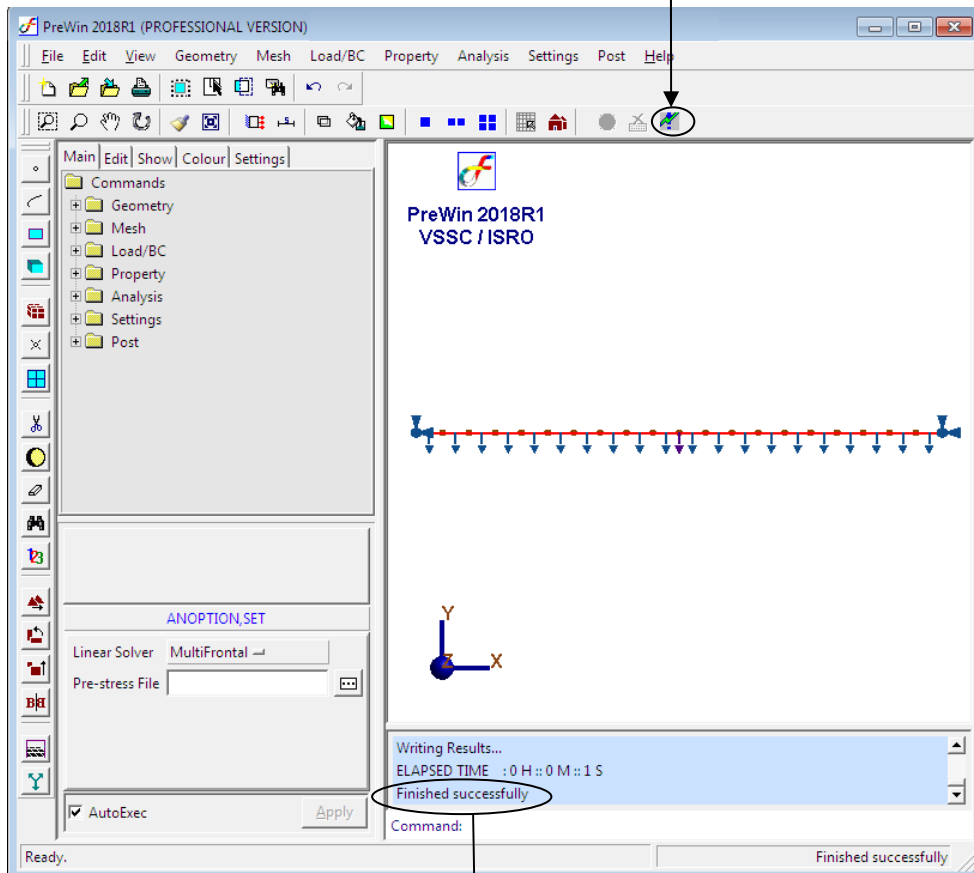 PreWin 2018R1 (PROFESSIONAL VERSION)
File Edit View Geometry Mesh Load/BC Property Analysis Settings Post Help
Main Edit Show Colour Settings
Commands
Geometry
Mesh
Load/BC
Property
Analysis
Settings
Post
PreWin 2018R1
VSSC / ISRO
ANOPTION,SET
Linear Solver MultiFrontal
Pre-stress File
AutoExec Apply
Y
Z X
Writing Results...
ELAPSED TIME : 0 H :: 0 M :: 1 S
Finished successfully
Command:
Ready. Finished successfully